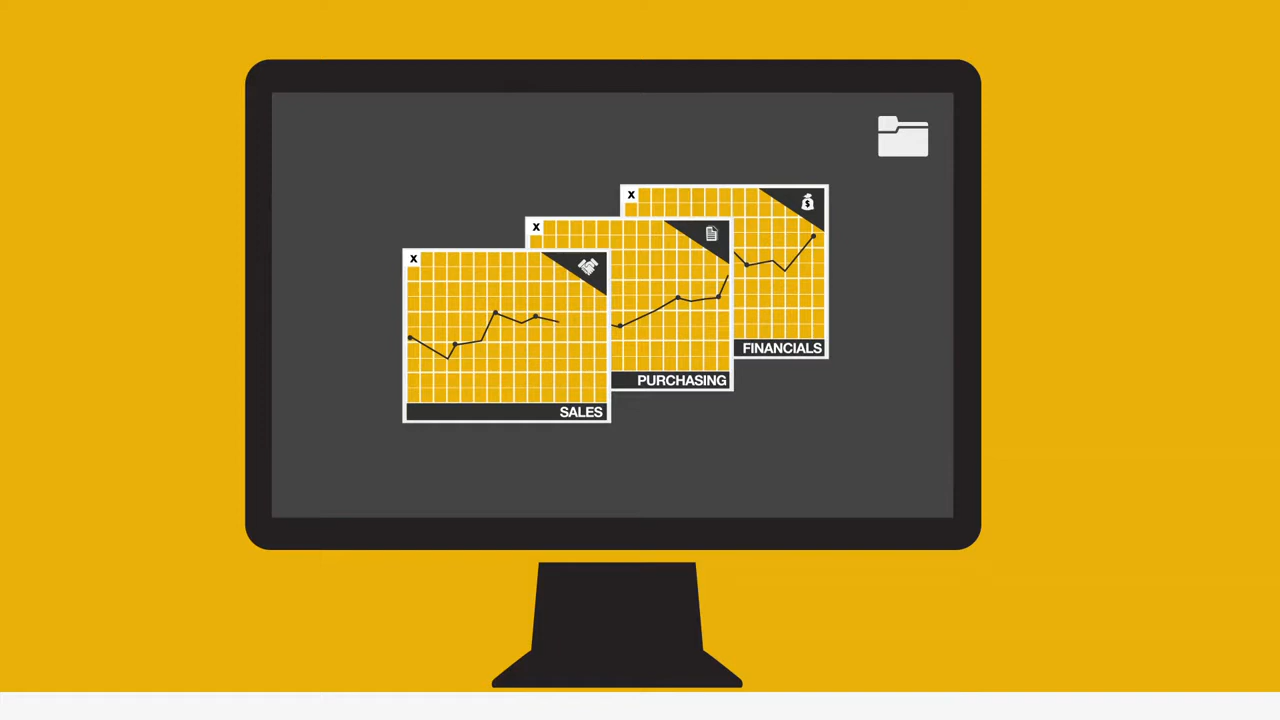 X
FINANCIALS
X
PURCHASING
X
SALES